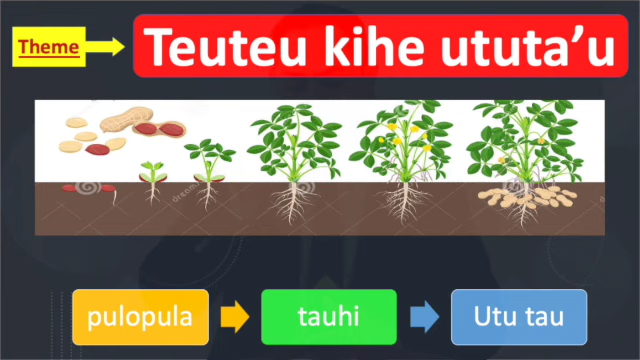 Theme
Teuteu kihe ututa’u
pulopula
tauhi
Utu tau